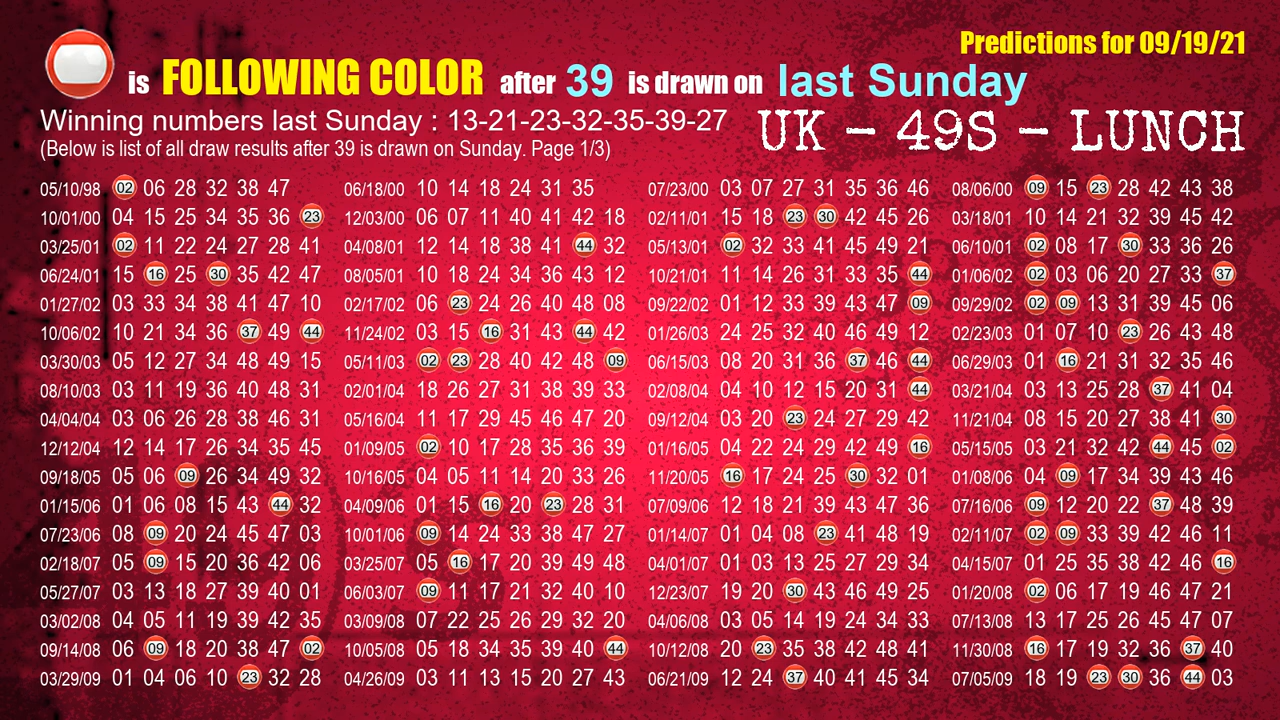 Predictions for 09/19/21
is FOLLOWING COLOR after 39 is drawn on last Sunday
Winning numbers last Sunday : 13-21-23-32-35-39-27
UK - 49S - LUNCH
(Below is list of all draw results after 39 is drawn on Sunday. Page 1/3)
05/10/98 02 06 28 32 38 47 06/18/00 10 14 18 24 31 35 07/23/00 03 07 27 31 35 36 46 08/06/00 09 15 23 28 42 43 38
10/01/00 04 15 25 34 35 36 23 12/03/00 06 07 11 40 41 42 18 02/11/01 15 18 23 30 42 45 26 03/18/01 10 14 21 32 39 45 42
03/25/01 02 11 22 24 27 28 41 04/08/01 12 14 18 38 41 44 32 05/13/01 02 32 33 41 45 49 21 06/10/01 02 08 17 30 33 36 26
06/24/01 15 16 25 30 35 42 47 08/05/01 10 18 24 34 36 43 12 10/21/01 11 14 26 31 33 35 44 01/06/02 02 03 06 20 27 33 37
01/27/02 03 33 34 38 41 47 10 02/17/02 06 23 24 26 40 48 08 09/22/02 01 12 33 39 43 47 09 09/29/02 02 09 13 31 39 45 06
10/06/02 10 21 34 36 37 49 44 11/24/02 03 15 16 31 43 44 42 01/26/03 24 25 32 40 46 49 12 02/23/03 01 07 10 23 26 43 48
03/30/03 05 12 27 34 48 49 15 05/11/03 02 23 28 40 42 48 09 06/15/03 08 20 31 36 37 46 44 06/29/03 01 16 21 31 32 35 46
08/10/03 03 11 19 36 40 48 31 02/01/04 18 26 27 31 38 39 33 02/08/04 04 10 12 15 20 31 44 03/21/04 03 13 25 28 37 41 04
04/04/04 03 06 26 28 38 46 31 05/16/04 11 17 29 45 46 47 20 09/12/04 03 20 23 24 27 29 42 11/21/04 08 15 20 27 38 41 30
12/12/04 12 14 17 26 34 35 45 01/09/05 02 10 17 28 35 36 39 01/16/05 04 22 24 29 42 49 16 05/15/05 03 21 32 42 44 45 02
09/18/05 05 06 09 26 34 49 32 10/16/05 04 05 11 14 20 33 26 11/20/05 16 17 24 25 30 32 01 01/08/06 04 09 17 34 39 43 46
01/15/06 01 06 08 15 43 44 32 04/09/06 01 15 16 20 23 28 31 07/09/06 12 18 21 39 43 47 36 07/16/06 09 12 20 22 37 48 39
07/23/06 08 09 20 24 45 47 03 10/01/06 09 14 24 33 38 47 27 01/14/07 01 04 08 23 41 48 19 02/11/07 02 09 33 39 42 46 11
02/18/07 05 09 15 20 36 42 06 03/25/07 05 16 17 20 39 49 48 04/01/07 01 03 13 25 27 29 34 04/15/07 01 25 35 38 42 46 16
05/27/07 03 13 18 27 39 40 01 06/03/07 09 11 17 21 32 40 10 12/23/07 19 20 30 43 46 49 25 01/20/08 02 06 17 19 46 47 21
03/02/08 04 05 11 19 39 42 35 03/09/08 07 22 25 26 29 32 20 04/06/08 03 05 14 19 24 34 33 07/13/08 13 17 25 26 45 47 07
09/14/08 06 09 18 20 38 47 02 10/05/08 05 18 34 35 39 40 44 10/12/08 20 23 35 38 42 48 41 11/30/08 16 17 19 32 36 37 40
03/29/09 01 04 06 10 23 32 28 04/26/09 03 11 13 15 20 27 43 06/21/09 12 24 37 40 41 45 34 07/05/09 18 19 23 30 36 44 03